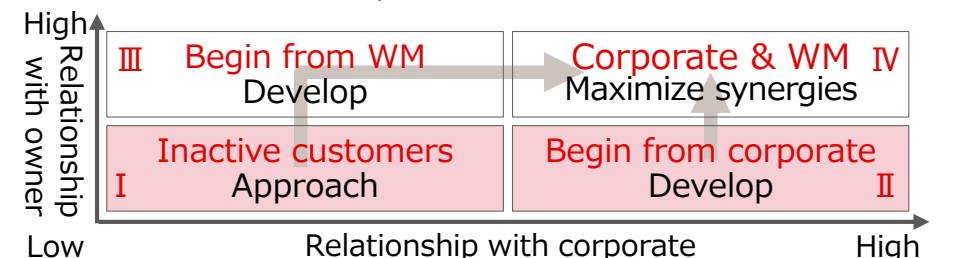 High
Relationship
with owner
Ⅲ
Begin from WM
Develop
Corporate & WM
Maximize synergies
Ⅳ
Inactive customers
Approach
Ⅰ
Begin from corporate
Develop
Ⅱ
Low
Relationship with corporate
High